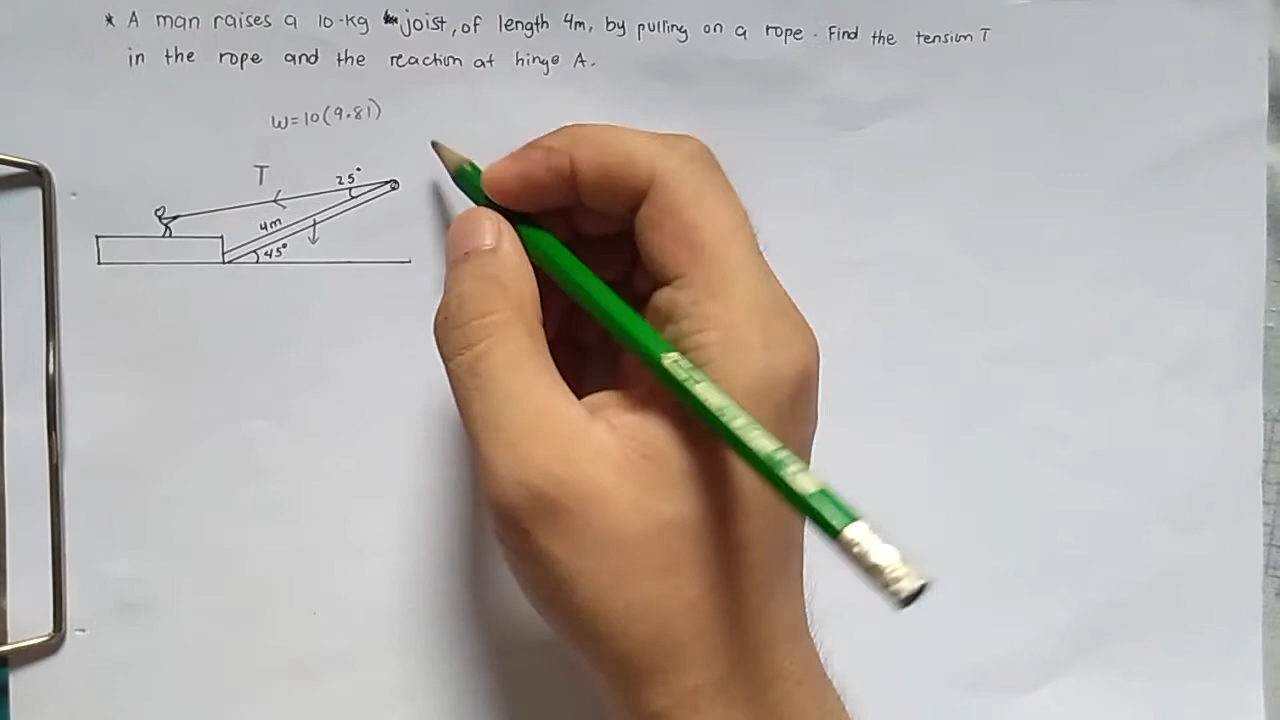 * A man raises a 10-kg joist, of length 4m, by pulling on a rope. Find the tension T
in the rope and the reaction at hinge A.
W=10(9.81)
T
25°
4m
45°